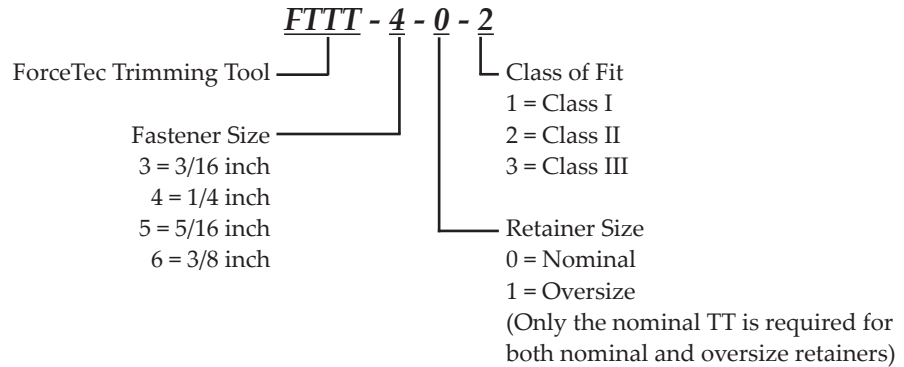 FTTT - 4 - 0 - 2
ForceTec Trimming Tool
Fastener Size
3 = 3/16 inch
4 = 1/4 inch
5 = 5/16 inch
6 = 3/8 inch
Class of Fit
1 = Class I
2 = Class II
3 = Class III
Retainer Size
0 = Nominal
1 = Oversize
(Only the nominal TT is required for
both nominal and oversize retainers)